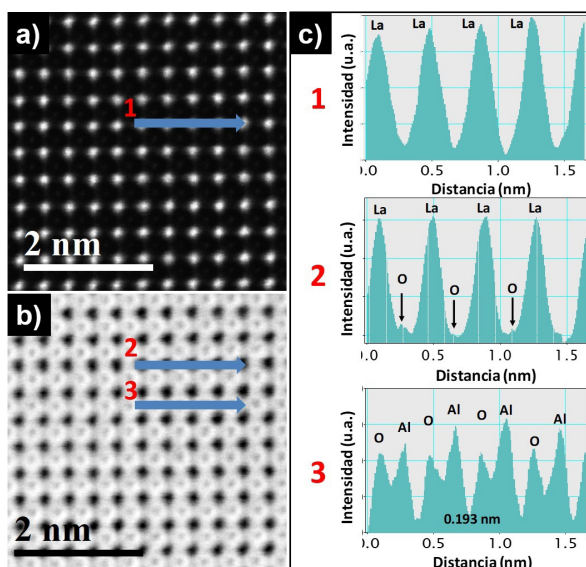 a)
1
2 nm
b)
2
3
2 nm
c)
1
Intensidad (u.a.)
La La La La
0.0 0.5 1.0 1.5
Distancia (nm)
2
Intensidad (u.a.)
La La La La
O O O
0.0 0.5 1.0 1.5
Distancia (nm)
3
Intensidad (u.a.)
O Al O Al O Al O Al
0.193 nm
0.0 0.5 1.0 1.5
Distancia (nm)